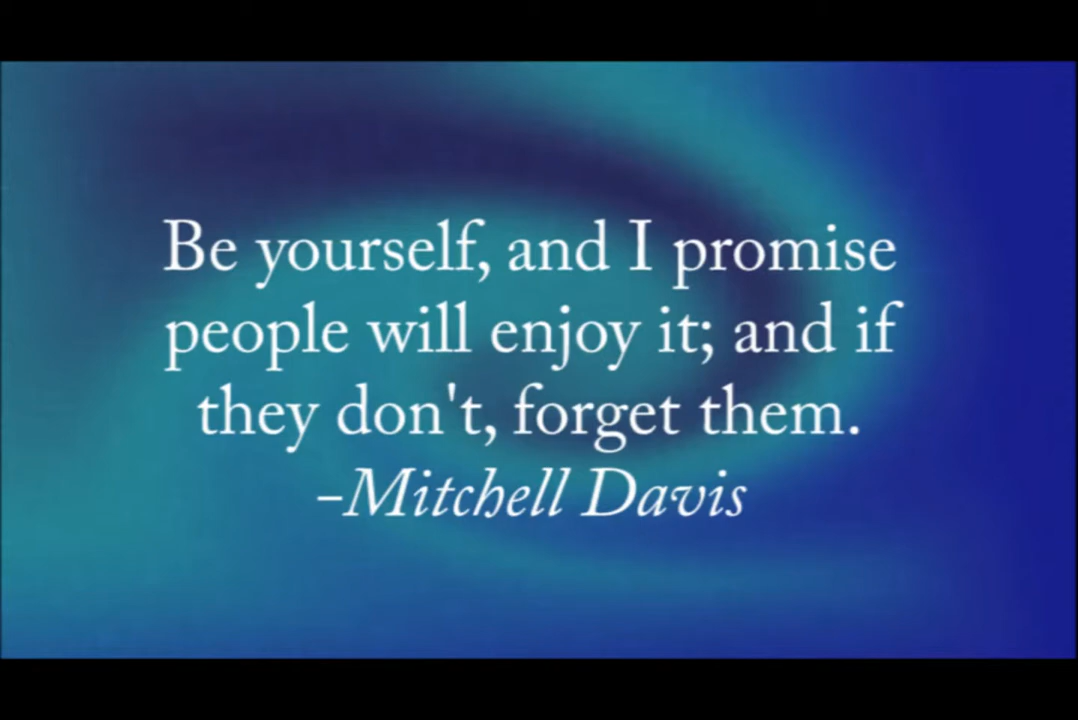 Be yourself, and I promise
people will enjoy it; and if
they don't, forget them.
-Mitchell Davis